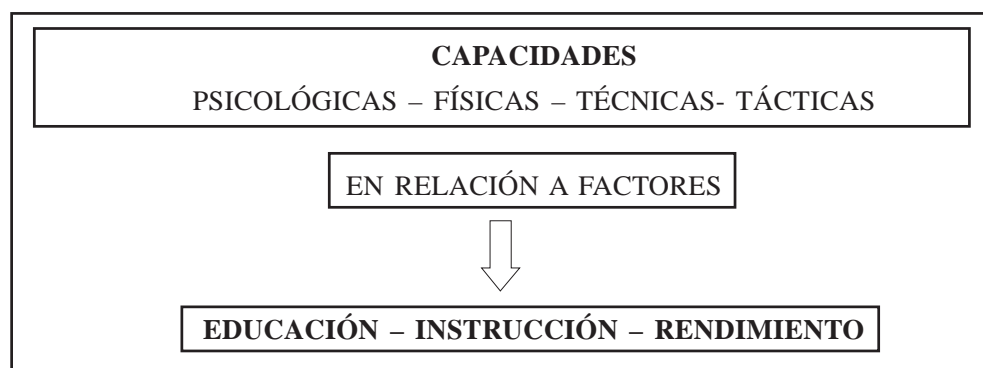 CAPACIDADES
PSICOLÓGICAS – FÍSICAS – TÉCNICAS- TÁCTICAS
EN RELACIÓN A FACTORES
EDUCACIÓN – INSTRUCCIÓN – RENDIMIENTO